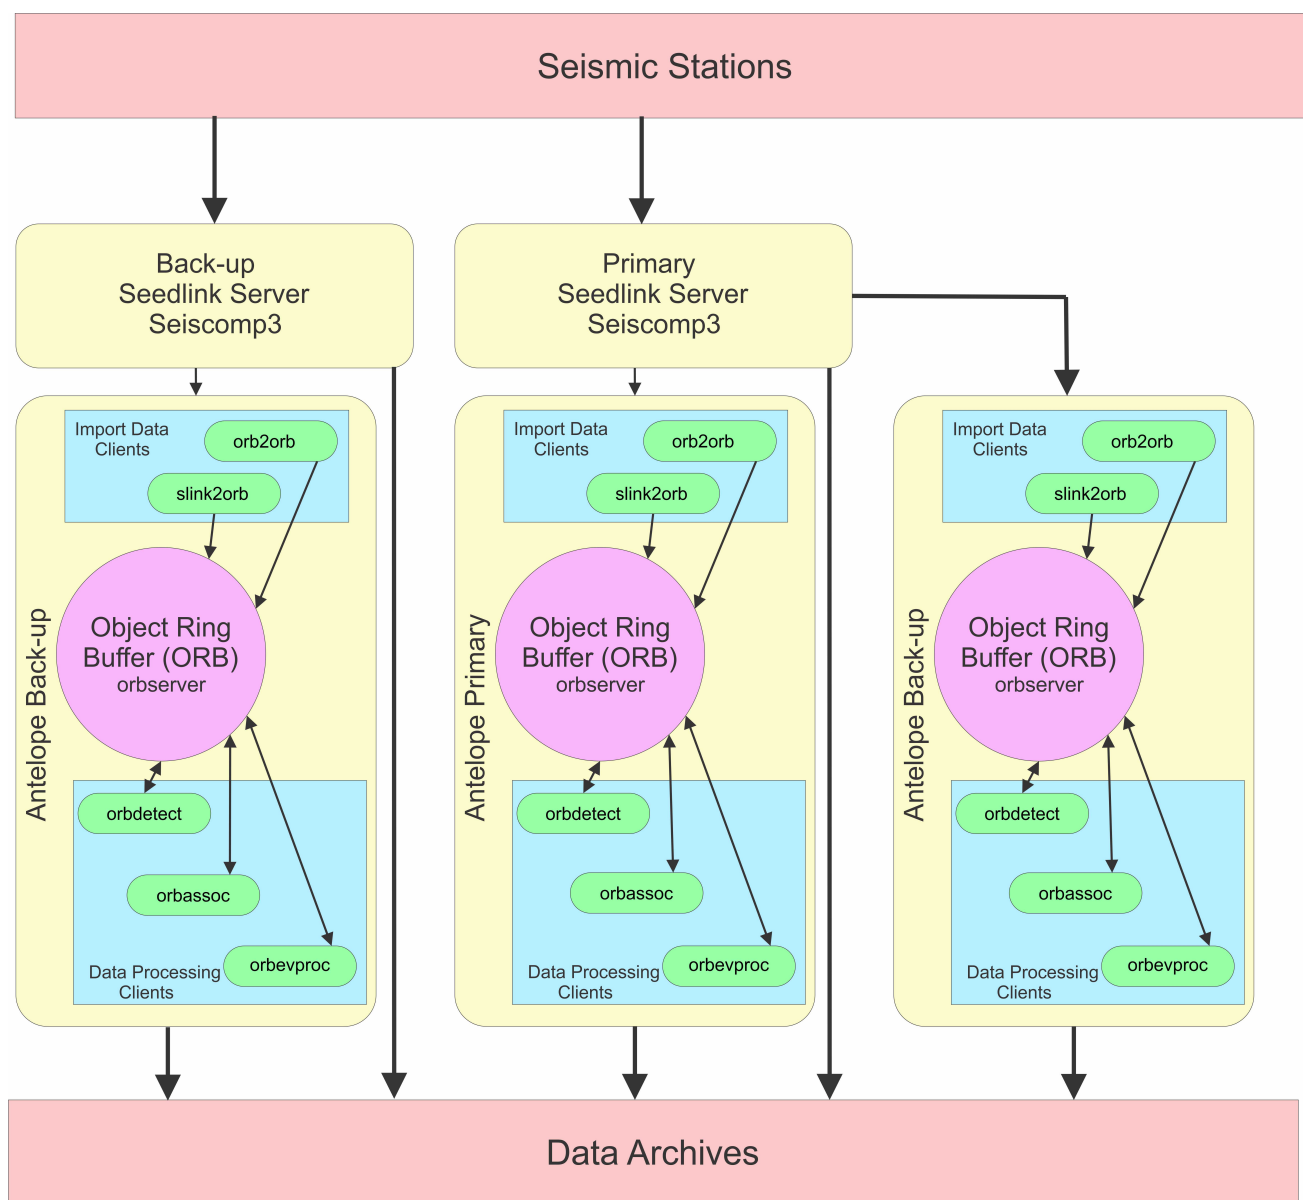 Seismic Stations
Back-up
Seedlink Server
Seiscomp3
Primary
Seedlink Server
Seiscomp3
Antelope Back-up
Import Data
Clients
orb2orb
slink2orb
Object Ring
Buffer (ORB)
orbserver
orbdetect
orbassoc
orbevproc
Data Processing
Clients
Antelope Primary
Import Data
Clients
orb2orb
slink2orb
Object Ring
Buffer (ORB)
orbserver
orbdetect
orbassoc
orbevproc
Data Processing
Clients
Antelope Back-up
Import Data
Clients
orb2orb
slink2orb
Object Ring
Buffer (ORB)
orbserver
orbdetect
orbassoc
orbevproc
Data Processing
Clients
Data Archives